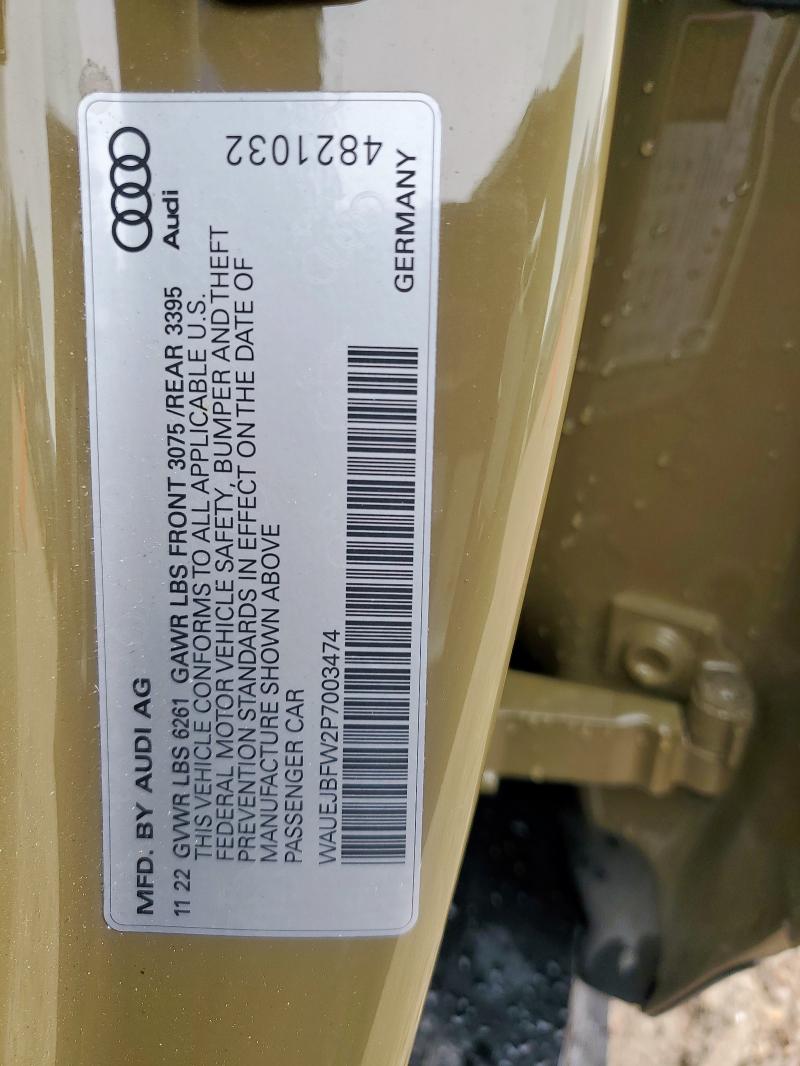 MFD. BY AUDI AG
Audi
11 22 GVWR LBS 6261 GAWR LBS FRONT 3075 /REAR 3395
THIS VEHICLE CONFORMS TO ALL APPLICABLE U.S.
FEDERAL MOTOR VEHICLE SAFETY, BUMPER AND THEFT
PREVENTION STANDARDS IN EFFECT ON THE DATE OF
MANUFACTURE SHOWN ABOVE
PASSENGER CAR
WAUEJBFW2P7003474
GERMANY
4821032